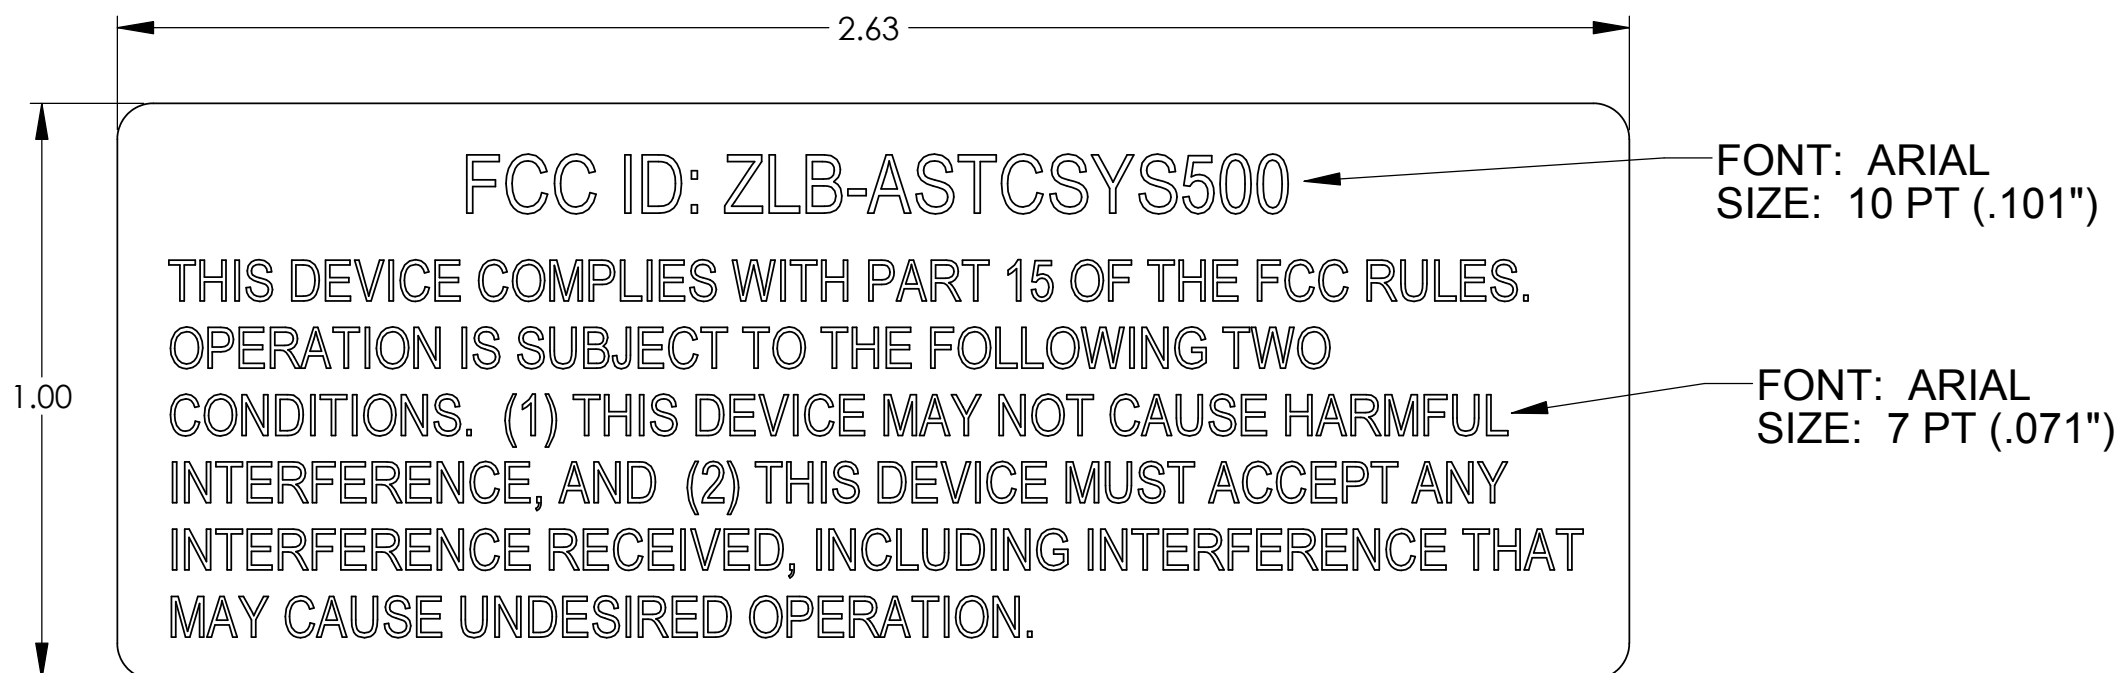 2.63
FCC ID: ZLB-ASTCSYS500
FONT: ARIAL
SIZE: 10 PT (.101")
THIS DEVICE COMPLIES WITH PART 15 OF THE FCC RULES.
OPERATION IS SUBJECT TO THE FOLLOWING TWO
CONDITIONS. (1) THIS DEVICE MAY NOT CAUSE HARMFUL
INTERFERENCE, AND (2) THIS DEVICE MUST ACCEPT ANY
INTERFERENCE RECEIVED, INCLUDING INTERFERENCE THAT
MAY CAUSE UNDESIRED OPERATION.
1.00
FONT: ARIAL
SIZE: 7 PT (.071")